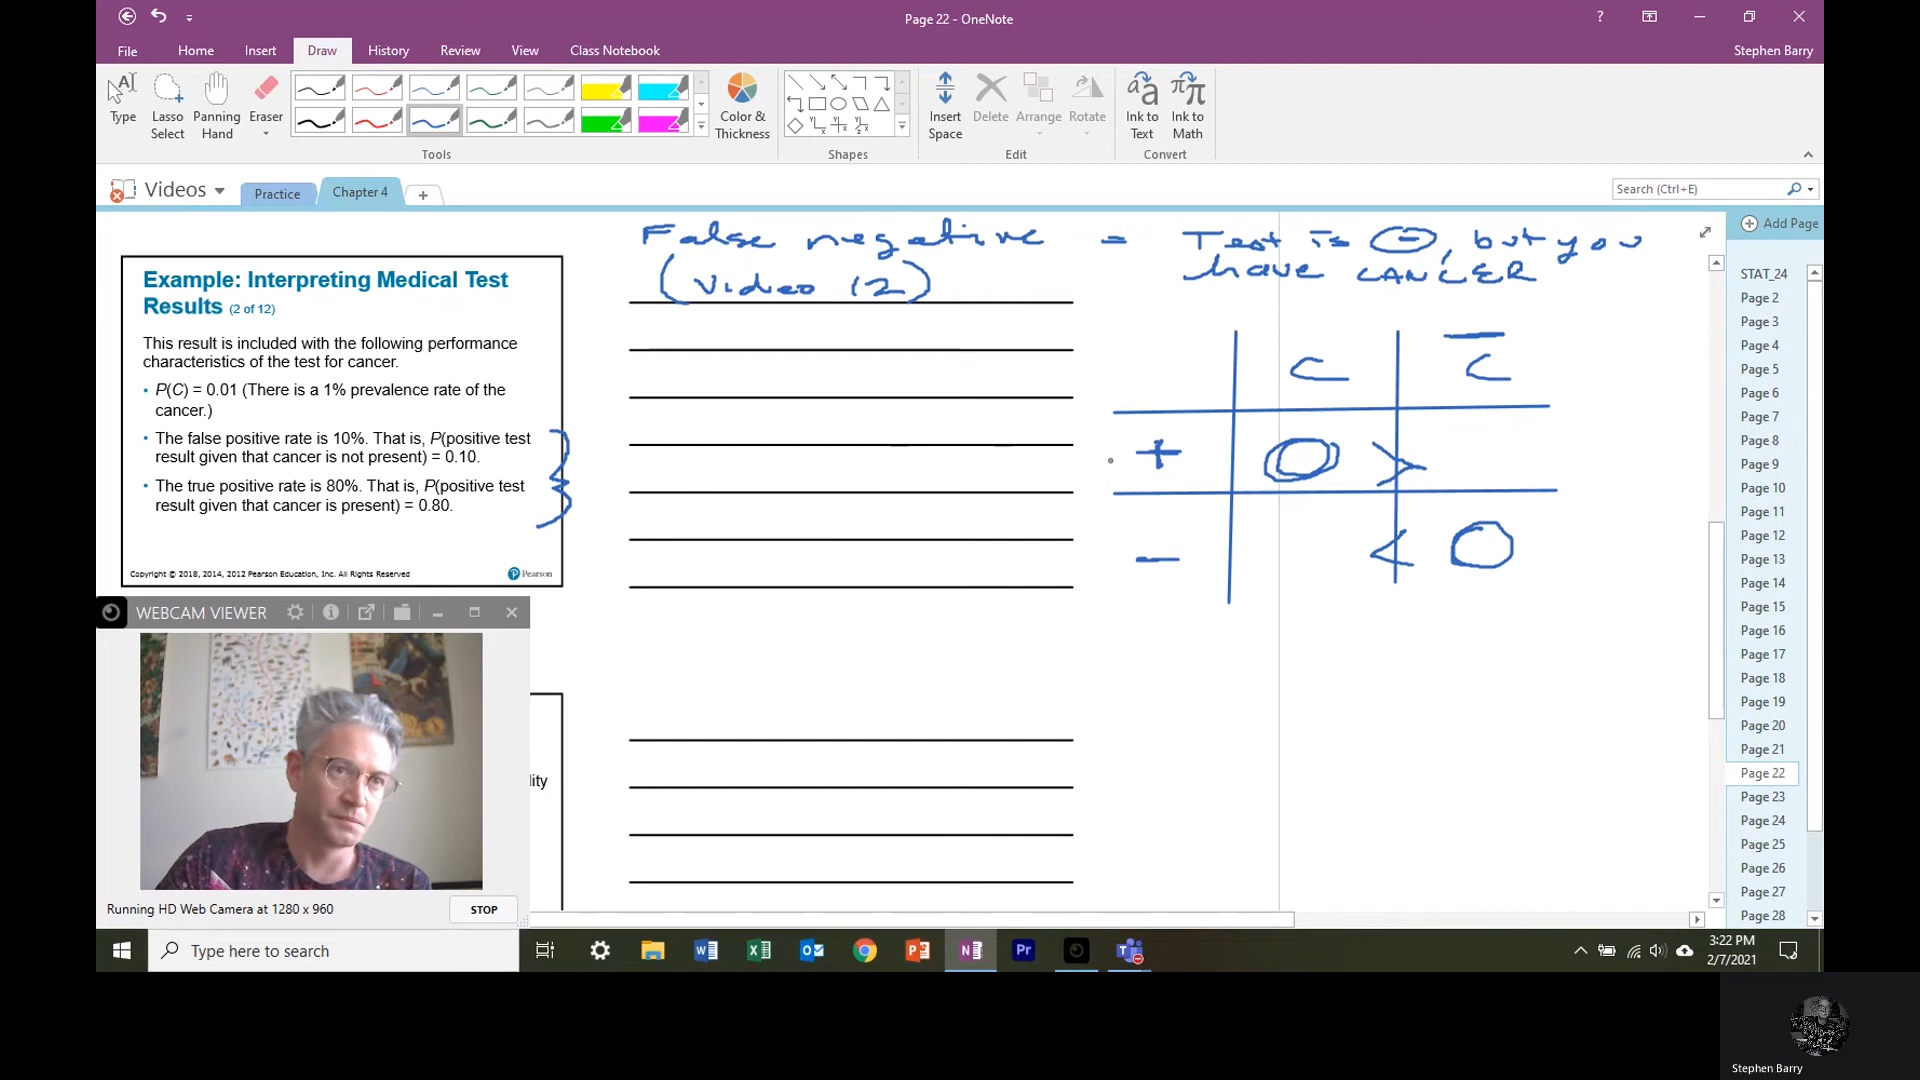 Page 22 - OneNote
?
File
Home
Insert
Draw
History
Review
View
Class Notebook
Stephen Barry
Type
Lasso Select
Panning Hand
Eraser
Color & Thickness
Insert Space
Delete
Arrange
Rotate
Ink to Text
Ink to Math
Tools
Shapes
Edit
Convert
Videos
Practice
Chapter 4
+
Search (Ctrl+E)
Add Page
False negative = Test is ⊖, but you
(Video 12) have CANCER
Example: Interpreting Medical Test
Results (2 of 12)
This result is included with the following performance
characteristics of the test for cancer.
• P(C) = 0.01 (There is a 1% prevalence rate of the
cancer.)
• The false positive rate is 10%. That is, P(positive test
result given that cancer is not present) = 0.10.
• The true positive rate is 80%. That is, P(positive test
result given that cancer is present) = 0.80.
Copyright © 2018, 2014, 2012 Pearson Education, Inc. All Rights Reserved
Pearson
C C̅
+ O >
- < O
lity
WEBCAM VIEWER
Running HD Web Camera at 1280 x 960
STOP
STAT_24
Page 2
Page 3
Page 4
Page 5
Page 6
Page 7
Page 8
Page 9
Page 10
Page 11
Page 12
Page 13
Page 14
Page 15
Page 16
Page 17
Page 18
Page 19
Page 20
Page 21
Page 22
Page 23
Page 24
Page 25
Page 26
Page 27
Page 28
Type here to search
3:22 PM
2/7/2021
Stephen Barry